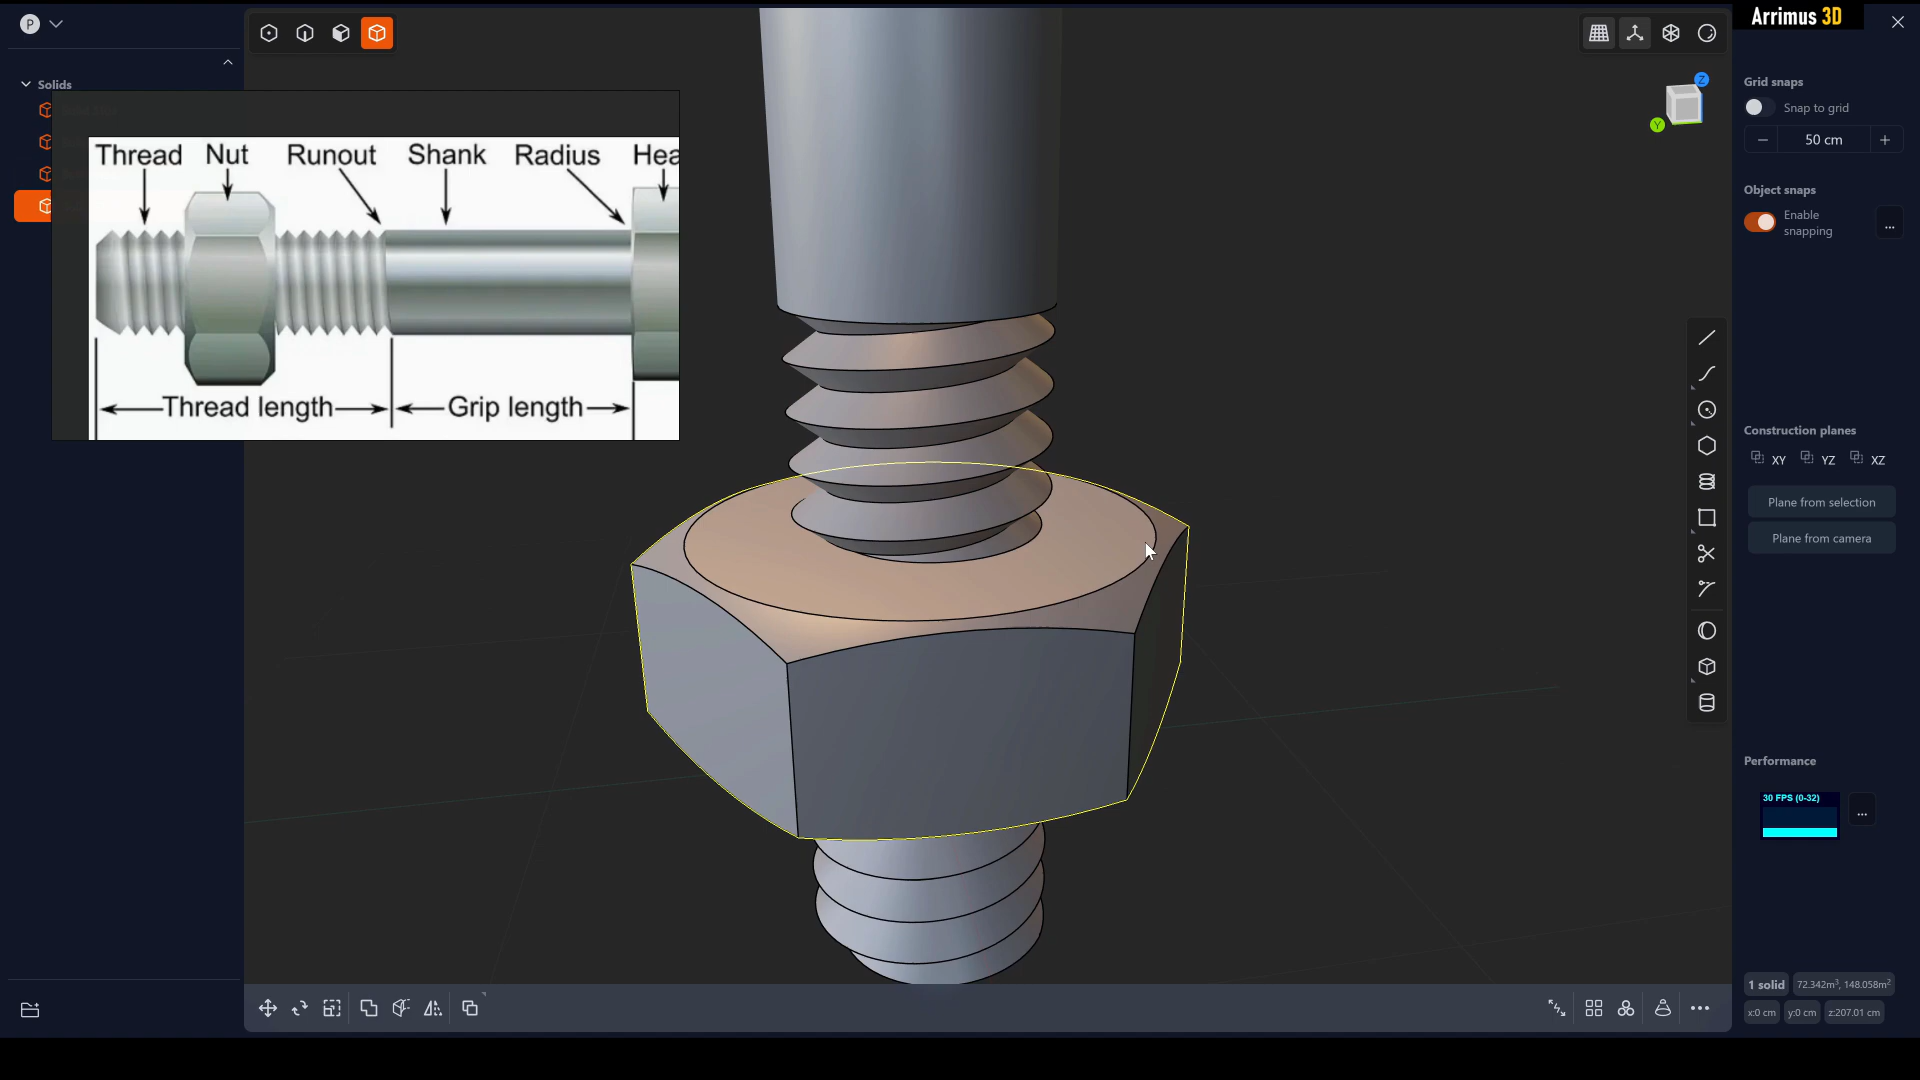 P
Solids
Thread Nut Runout Shank Radius Hea
Thread length
Grip length
Z
Y
Arrimus 3D
Grid snaps
Snap to grid
50 cm
Object snaps
Enable
snapping
...
Construction planes
XY YZ XZ
Plane from selection
Plane from camera
Performance
30 FPS (0-32)
...
1 solid 72.342m³, 148.058m²
x:0 cm y:0 cm z:207.01 cm